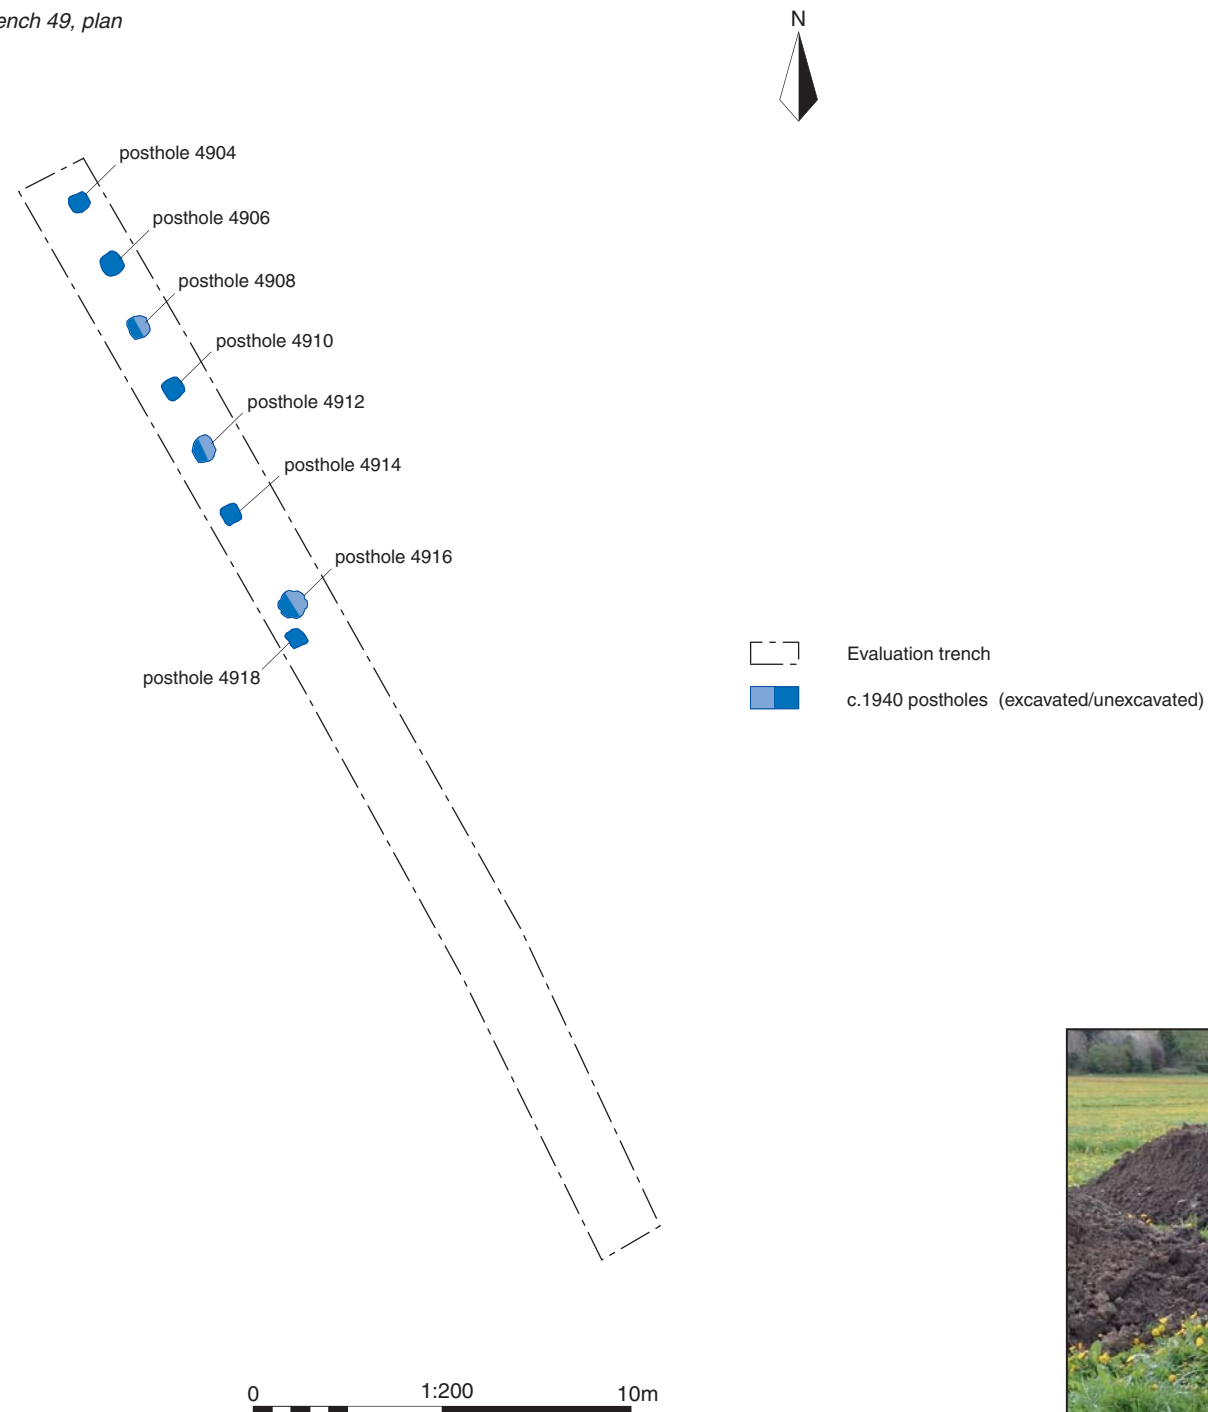 ench 49, plan
N
posthole 4904
posthole 4906
posthole 4908
posthole 4910
posthole 4912
posthole 4914
posthole 4916
posthole 4918
Evaluation trench
c.1940 postholes (excavated/unexcavated)
0 1:200 10m